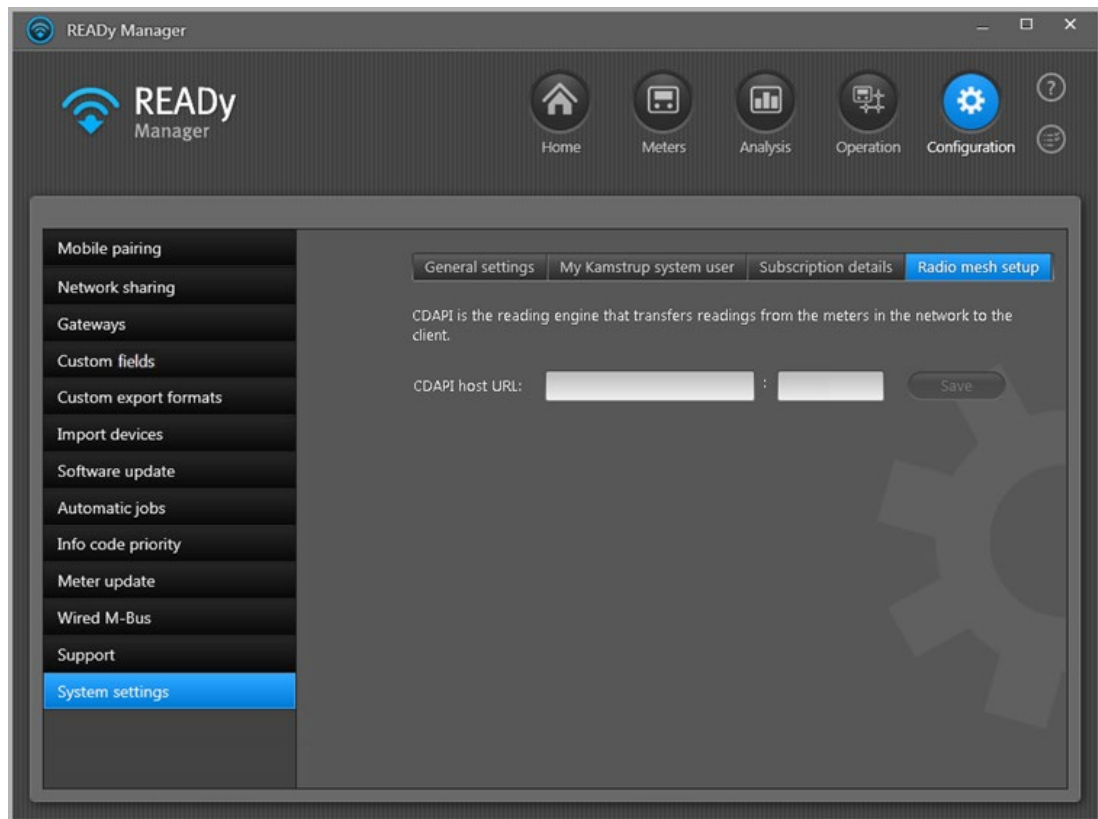 READy Manager
READy
Manager
Home
Meters
Analysis
Operation
Configuration
?
Mobile pairing
Network sharing
Gateways
Custom fields
Custom export formats
Import devices
Software update
Automatic jobs
Info code priority
Meter update
Wired M-Bus
Support
System settings
General settings
My Kamstrup system user
Subscription details
Radio mesh setup
CDAPI is the reading engine that transfers readings from the meters in the network to the
client.
CDAPI host URL:
:
Save